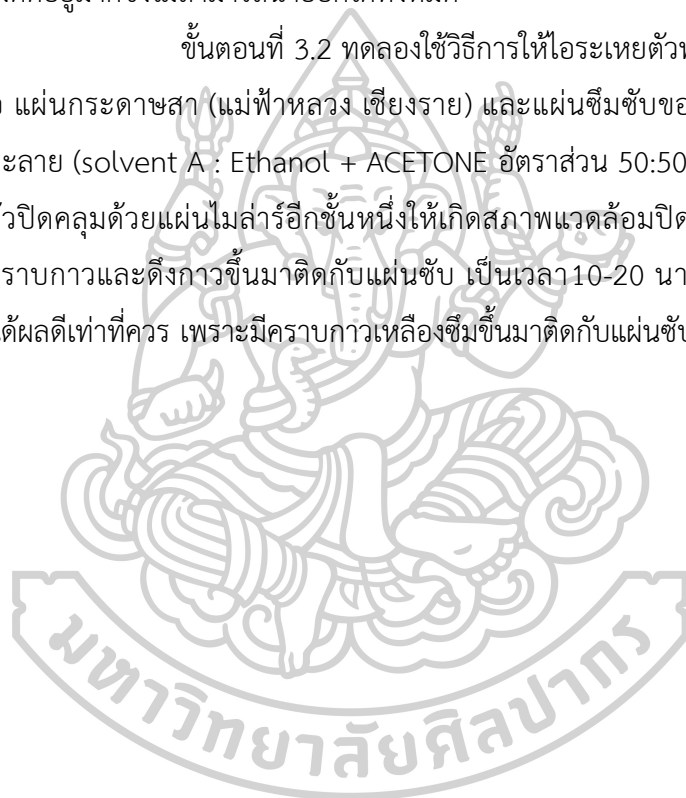 ขั้นตอนที่ 3.2 ทดลองใช้วิธีการให้ไอระเหยตัว
แผ่นกระดาษสา (แม่ฟ้าหลวง เชียงราย) และแผ่นซึมซับขอ
ะลาย (solvent A : Ethanol + ACETONE อัตราส่วน 50:50
ัวปิดคลุมด้วยแผ่นไมล่าร์อีกชั้นหนึ่งให้เกิดสภาพแวดล้อมปิด
ราบกาวและดึงกาวขึ้นมาติดกับแผ่นซับ เป็นเวลา10-20 นา
ด้ผลดีเท่าที่ควร เพราะมีคราบกาวเหลืองซึมขึ้นมาติดกับแผ่นซับ
มหาวิทยาลัยศิลปากร